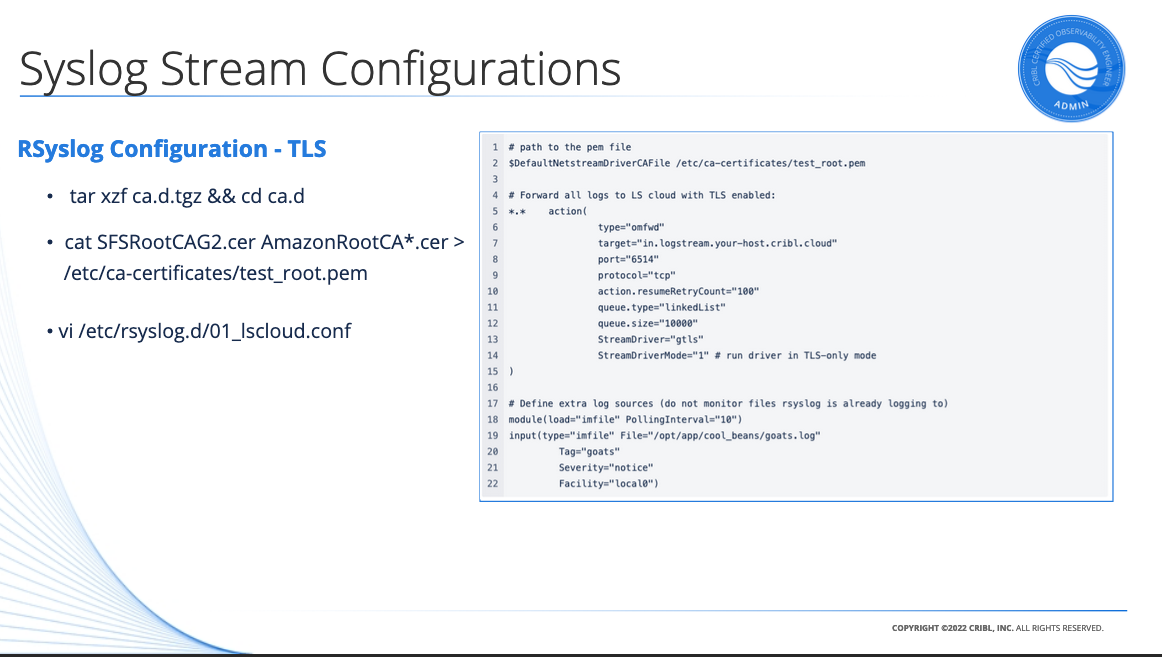 Syslog Stream Configurations
CRIBL CERTIFIED OBSERVABILITY ENGINEER
ADMIN
RSyslog Configuration - TLS
• tar xzf ca.d.tgz && cd ca.d
• cat SFSRootCAG2.cer AmazonRootCA*.cer >
/etc/ca-certificates/test_root.pem
• vi /etc/rsyslog.d/01_lscloud.conf
1 # path to the pem file
2 $DefaultNetstreamDriverCAFile /etc/ca-certificates/test_root.pem
3
4 # Forward all logs to LS cloud with TLS enabled:
5 *.*    action(
6 type="omfwd"
7 target="in.logstream.your-host.cribl.cloud"
8 port="6514"
9 protocol="tcp"
10 action.resumeRetryCount="100"
11 queue.type="linkedList"
12 queue.size="10000"
13 StreamDriver="gtls"
14 StreamDriverMode="1" # run driver in TLS-only mode
15 )
16
17 # Define extra log sources (do not monitor files rsyslog is already logging to)
18 module(load="imfile" PollingInterval="10")
19 input(type="imfile" File="/opt/app/cool_beans/goats.log"
20 Tag="goats"
21 Severity="notice"
22 Facility="local0")
COPYRIGHT ©2022 CRIBL, INC. ALL RIGHTS RESERVED.